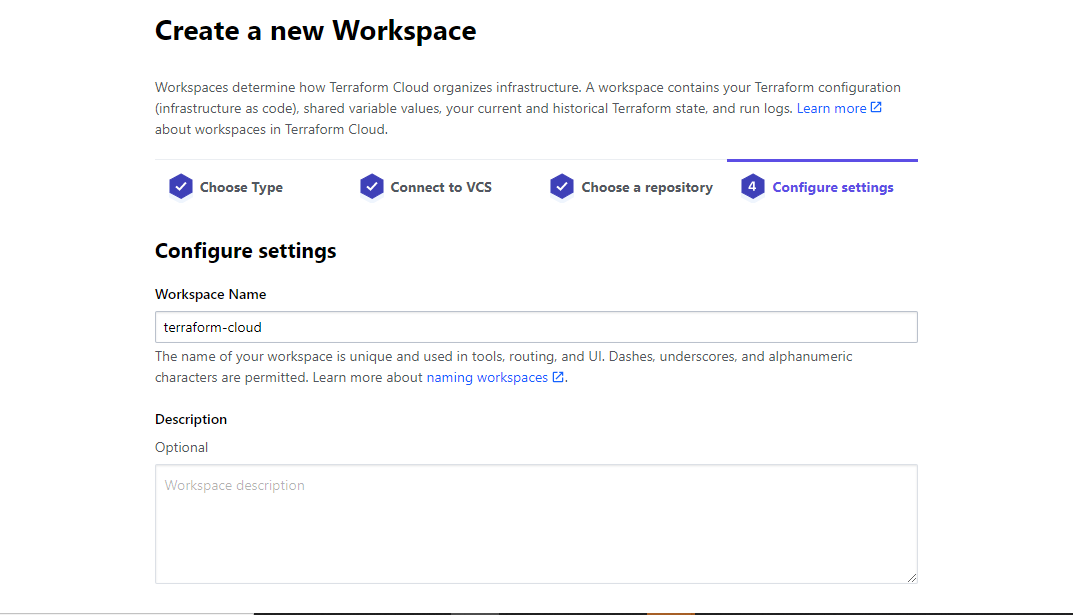 Create a new Workspace
Workspaces determine how Terraform Cloud organizes infrastructure. A workspace contains your Terraform configuration
(infrastructure as code), shared variable values, your current and historical Terraform state, and run logs. Learn more
about workspaces in Terraform Cloud.
Choose Type
Connect to VCS
Choose a repository
4 Configure settings
Configure settings
Workspace Name
terraform-cloud
The name of your workspace is unique and used in tools, routing, and UI. Dashes, underscores, and alphanumeric
characters are permitted. Learn more about naming workspaces.
Description
Optional
Workspace description